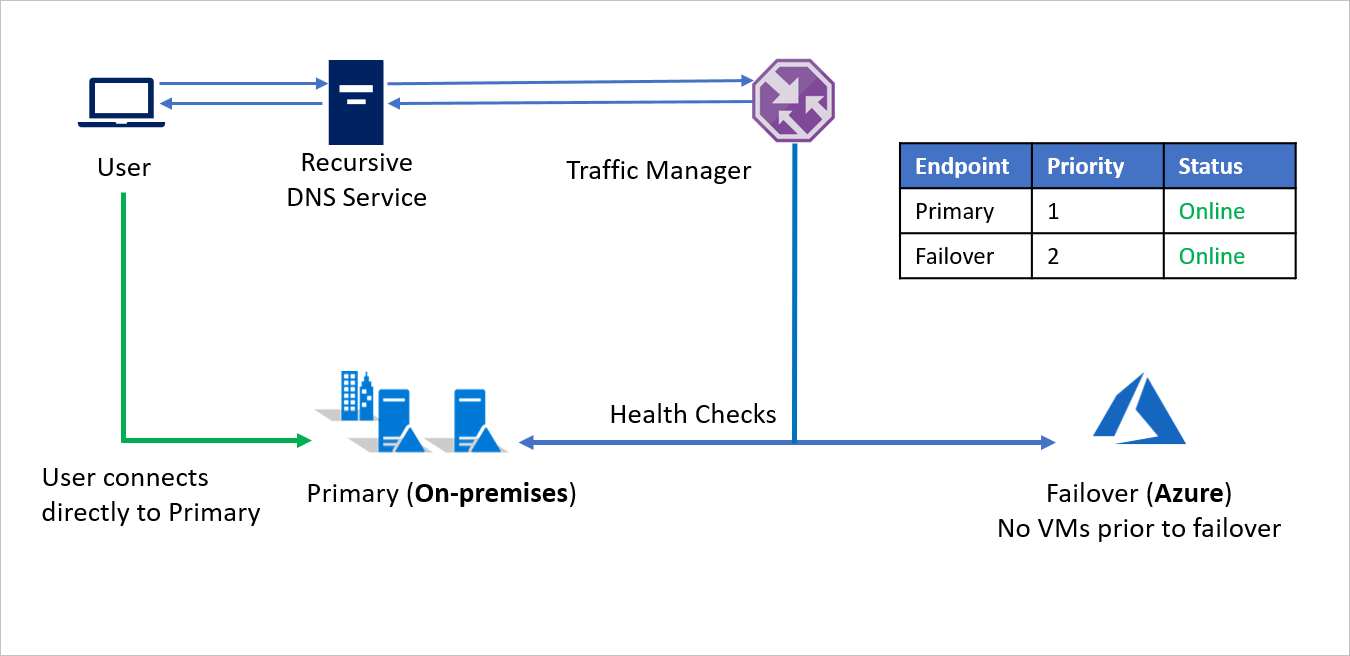 User
Recursive
DNS Service
Traffic Manager
Endpoint Priority Status
Primary 1 Online
Failover 2 Online
Health Checks
User connects
directly to Primary
Primary (On-premises)
Failover (Azure)
No VMs prior to failover